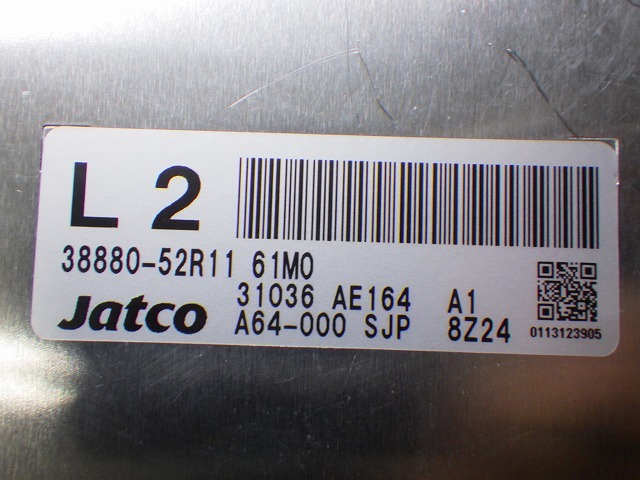 L 2
38880-52R11 61M0
31036 AE164 A1
Jatco A64-000 SJP 8Z24
0113123905